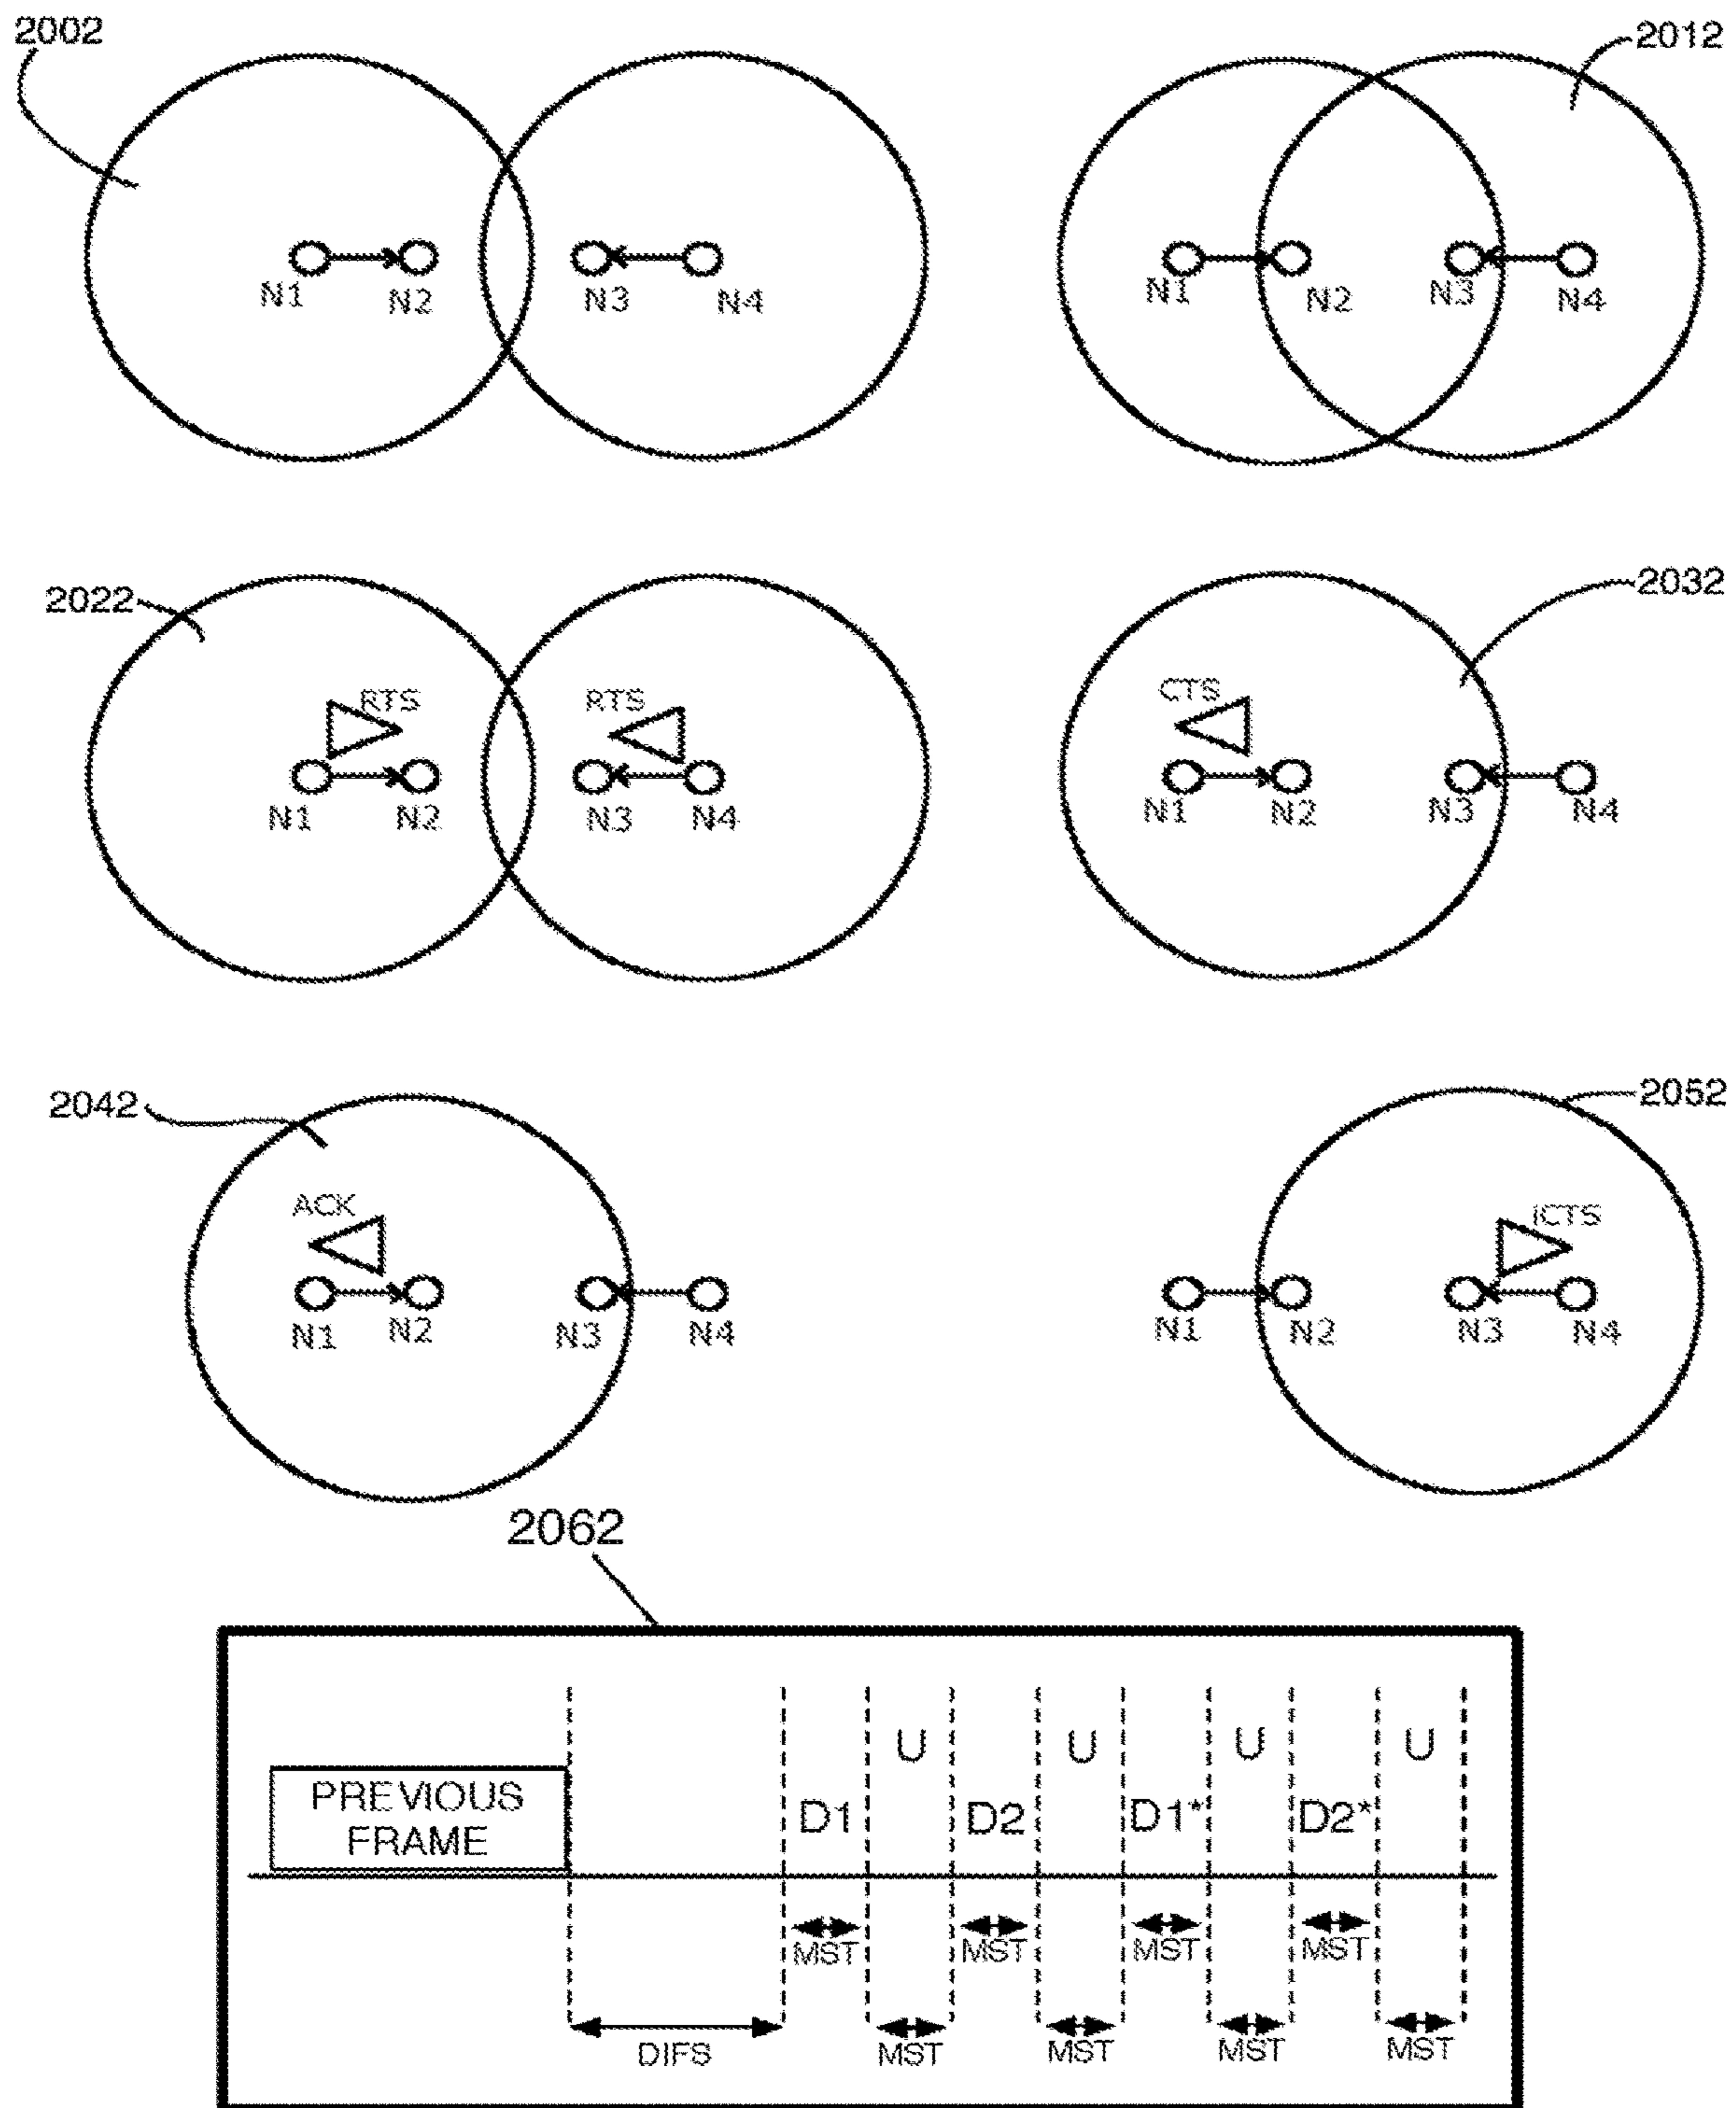 2002
2012
N1
N2
N3
N4
N1
N2
N3
N4
2022
2032
RTS
RTS
CTS
N1
N2
N3
N4
N1
N2
N3
N4
2042
2052
ACK
iCTS
N1
N2
N3
N4
N1
N2
N3
N4
2062
U
U
U
U
PREVIOUS
FRAME
D1
D2
D1*
D2*
MST
MST
MST
MST
DIFS
MST
MST
MST
MST